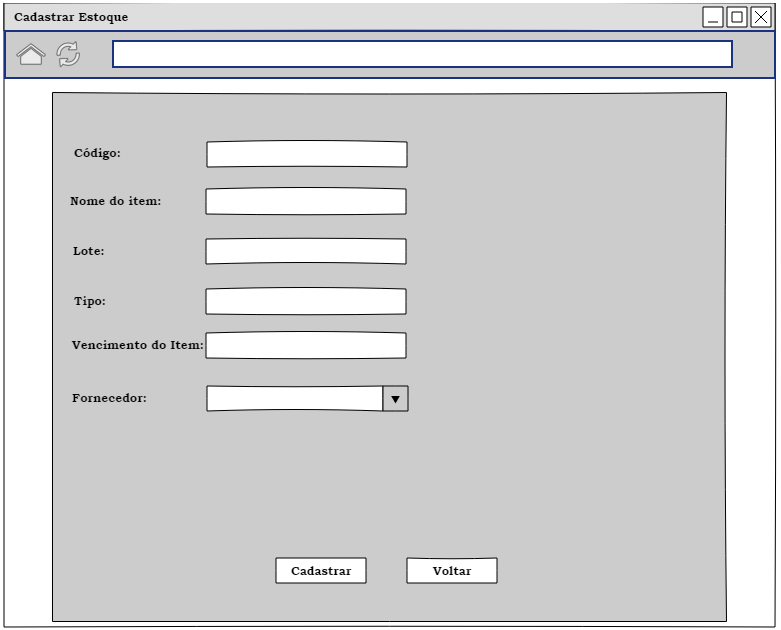 Cadastrar Estoque
Código:
Nome do item:
Lote:
Tipo:
Vencimento do Item:
Fornecedor:
Cadastrar
Voltar